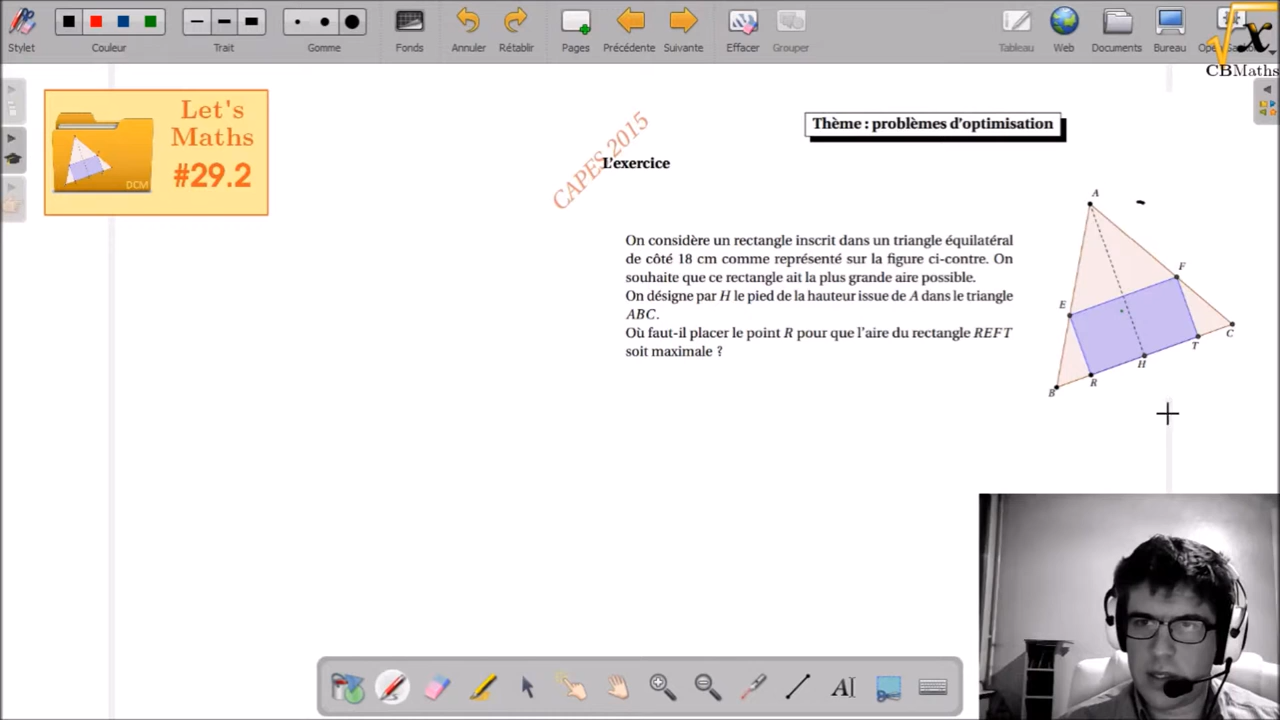 Stylet
Couleur
Trait
Gomme
Fonds
Annuler
Rétablir
Pages
Précédente
Suivante
Effacer
Grouper
Tableau
Web
Documents
Bureau
CBMaths
Let's
Maths
#29.2
DCM
Thème : problèmes d'optimisation
CAPES 2015
L'exercice
On considère un rectangle inscrit dans un triangle équilatéral
de côté 18 cm comme représenté sur la figure ci-contre. On
souhaite que ce rectangle ait la plus grande aire possible.
On désigne par H le pied de la hauteur issue de A dans le triangle
ABC.
Où faut-il placer le point R pour que l'aire du rectangle REFT
soit maximale ?
A
F
E
C
T
H
R
B